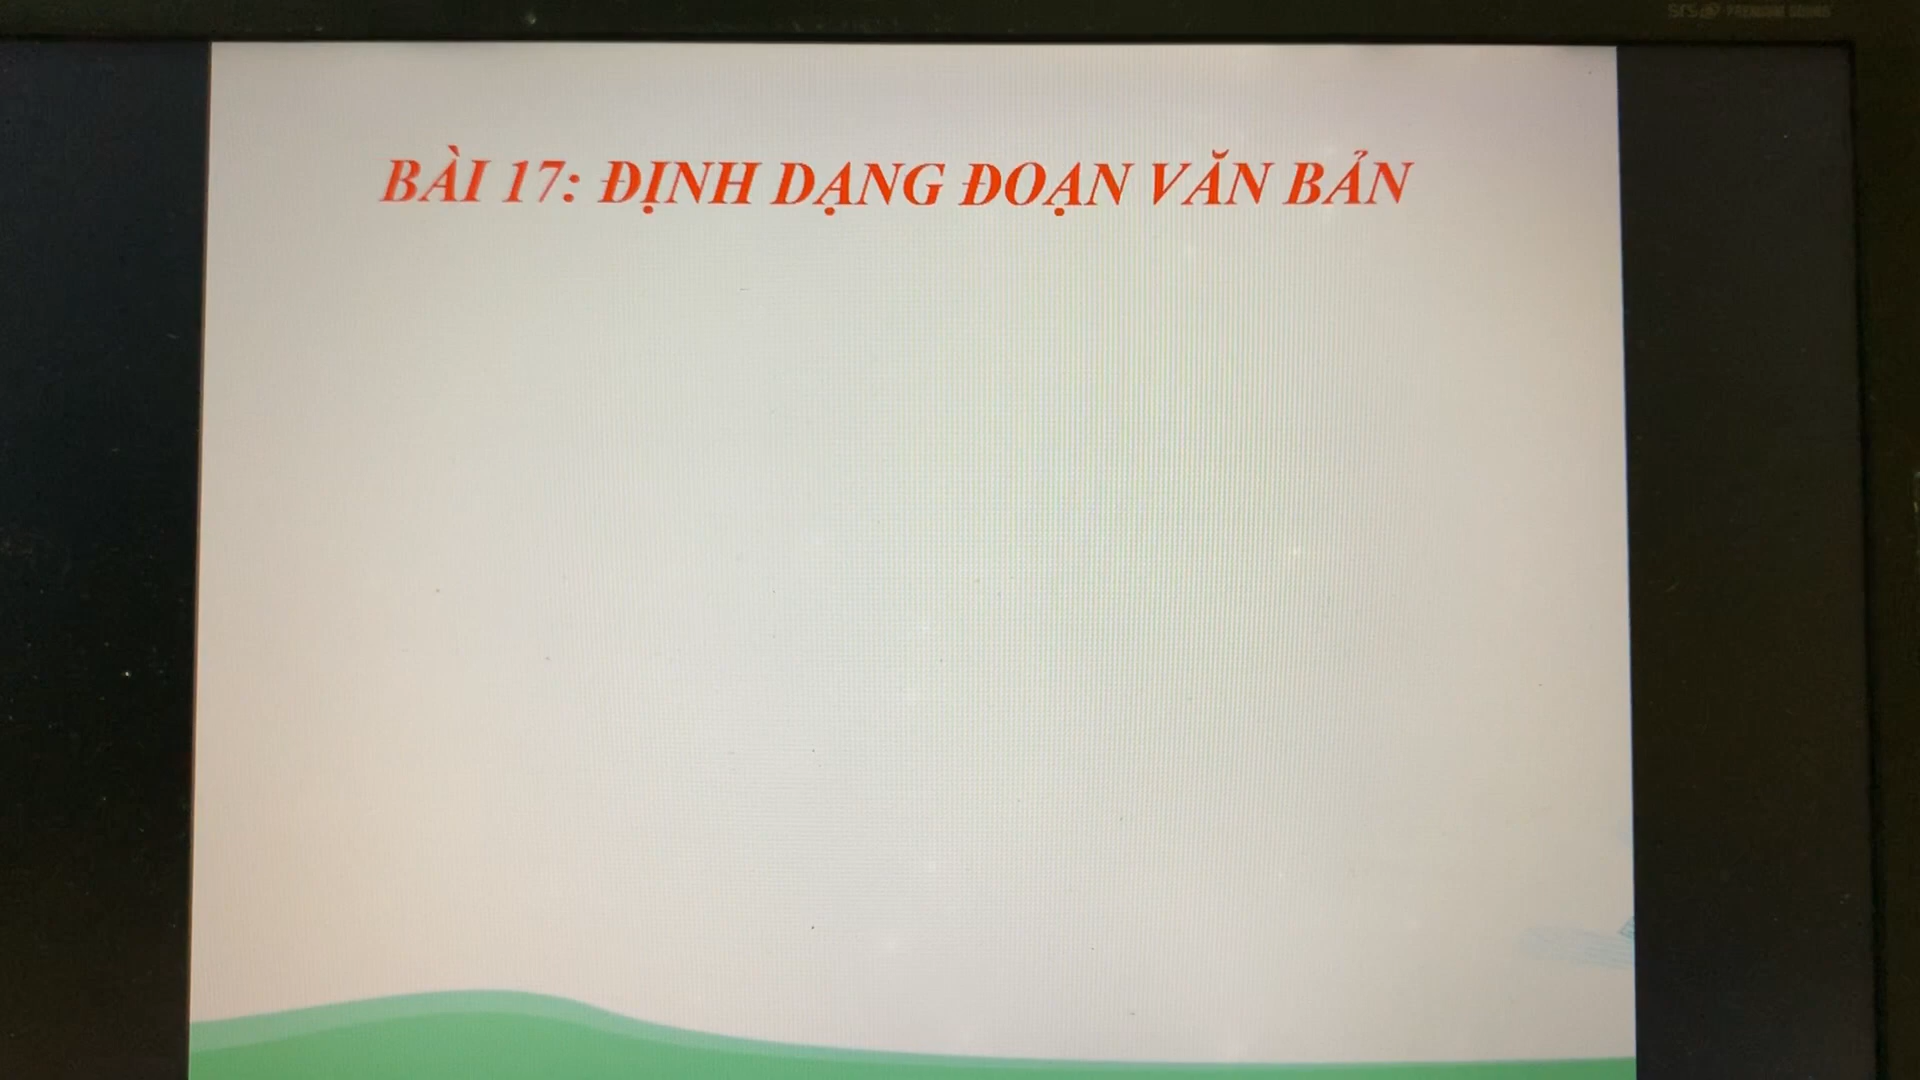 BÀI 17: ĐỊNH DẠNG ĐOẠN VĂN BẢN